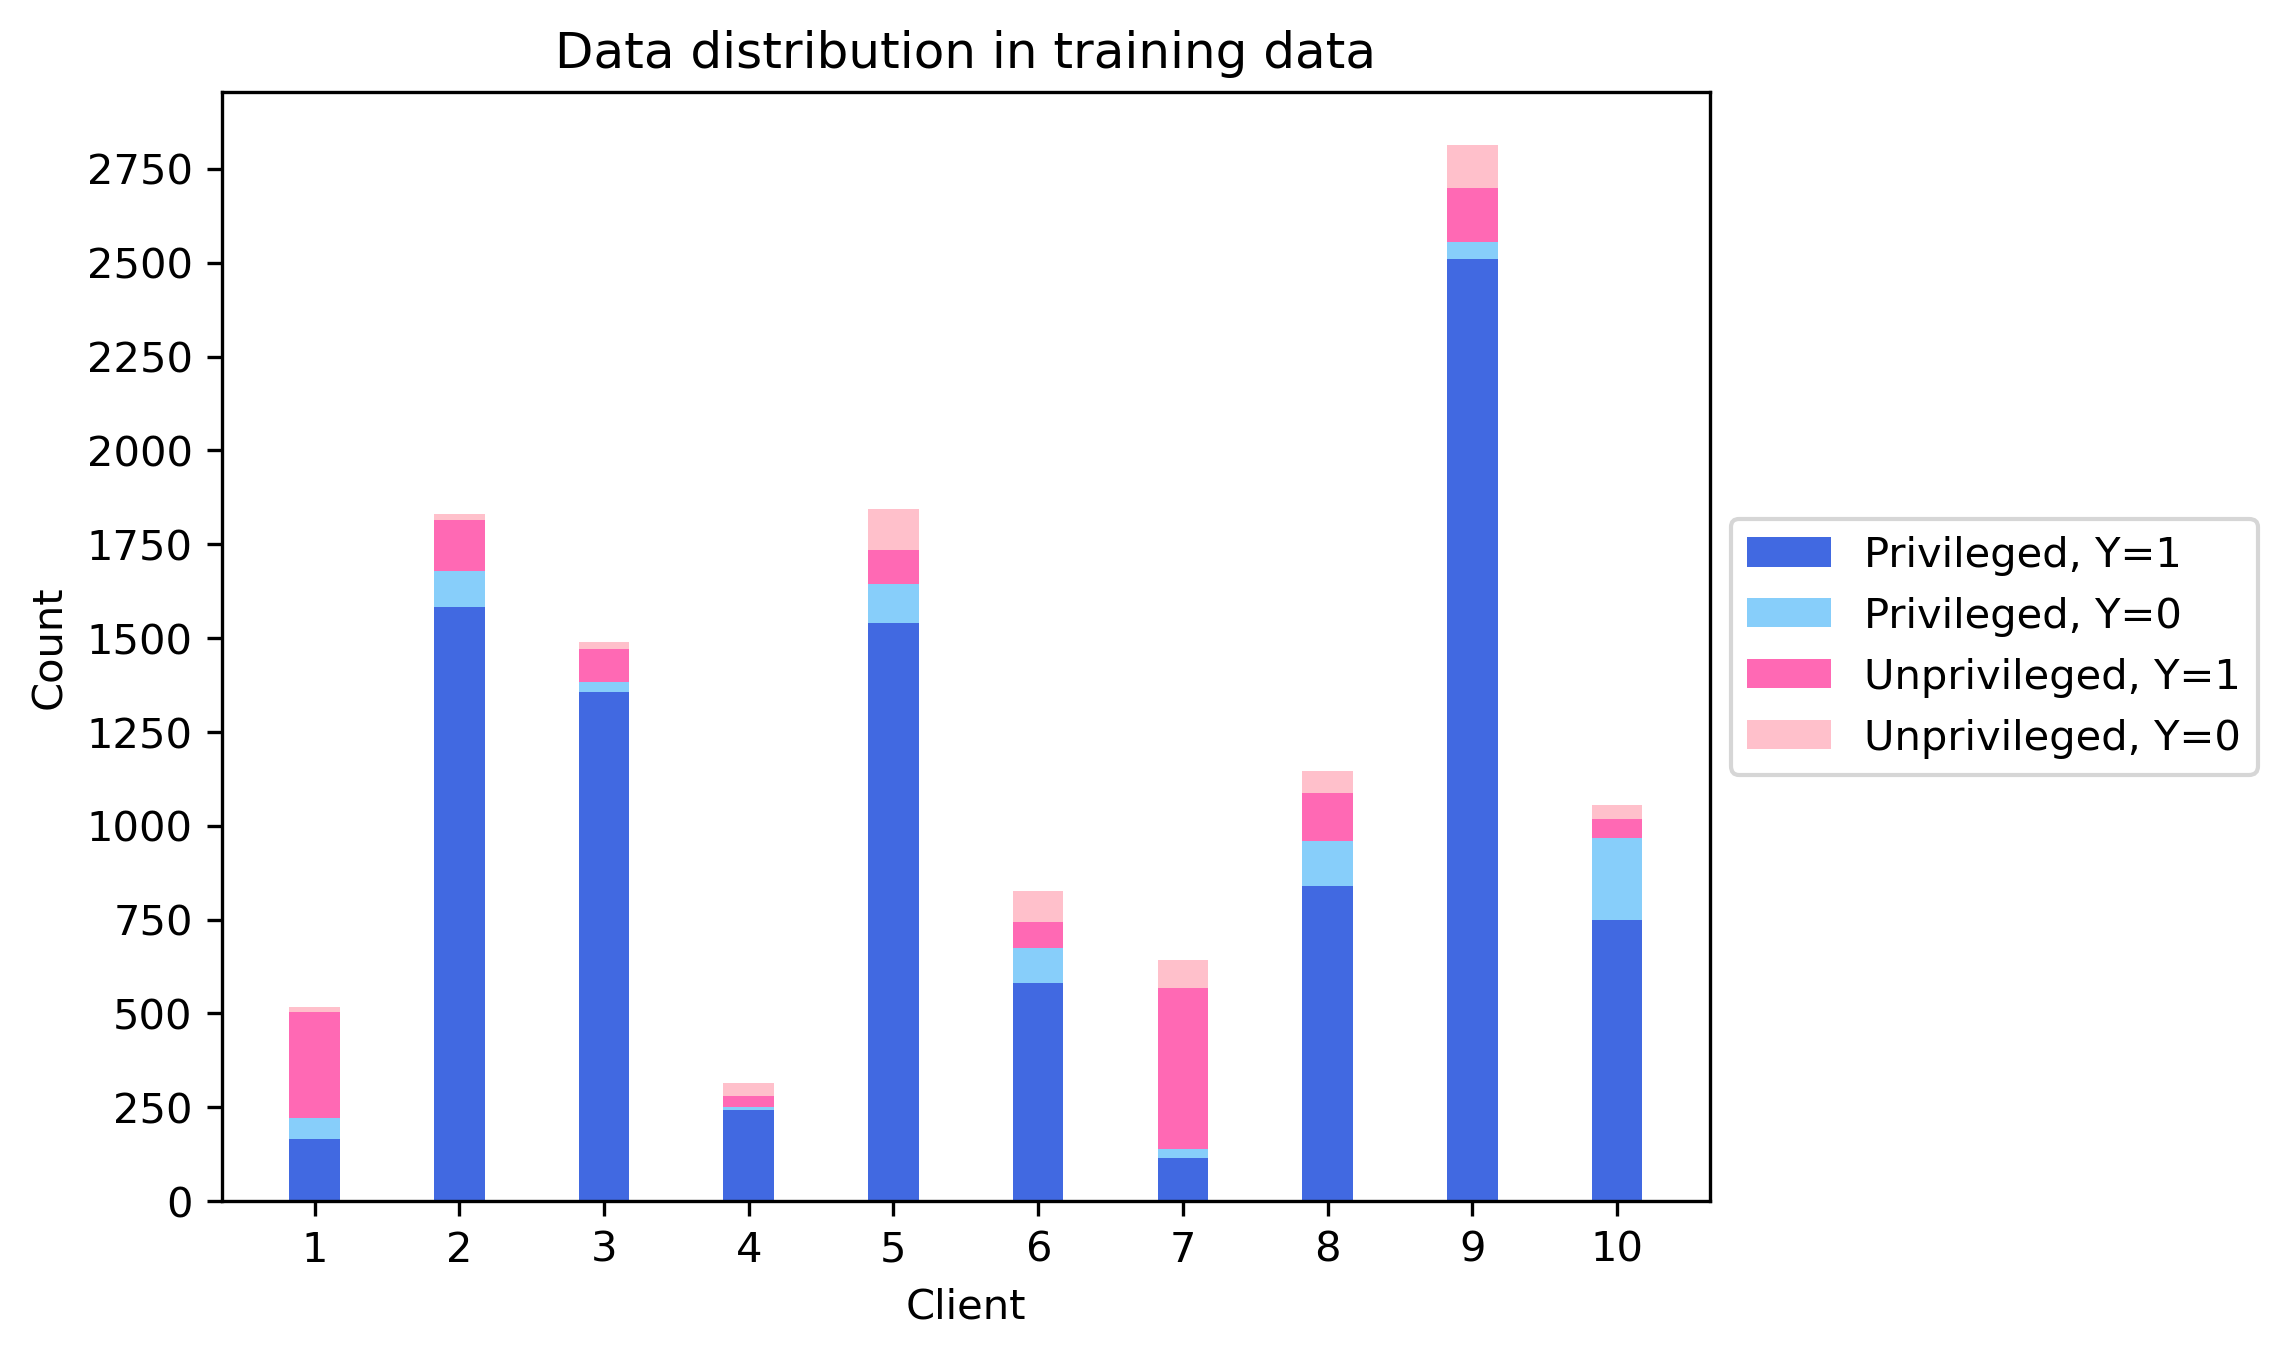 Data distribution in training data
2750
2500
2250
2000
1750
1500
1250
1000
750
500
250
0
Count
1 2 3 4 5 6 7 8 9 10
Client
Privileged, Y=1
Privileged, Y=0
Unprivileged, Y=1
Unprivileged, Y=0